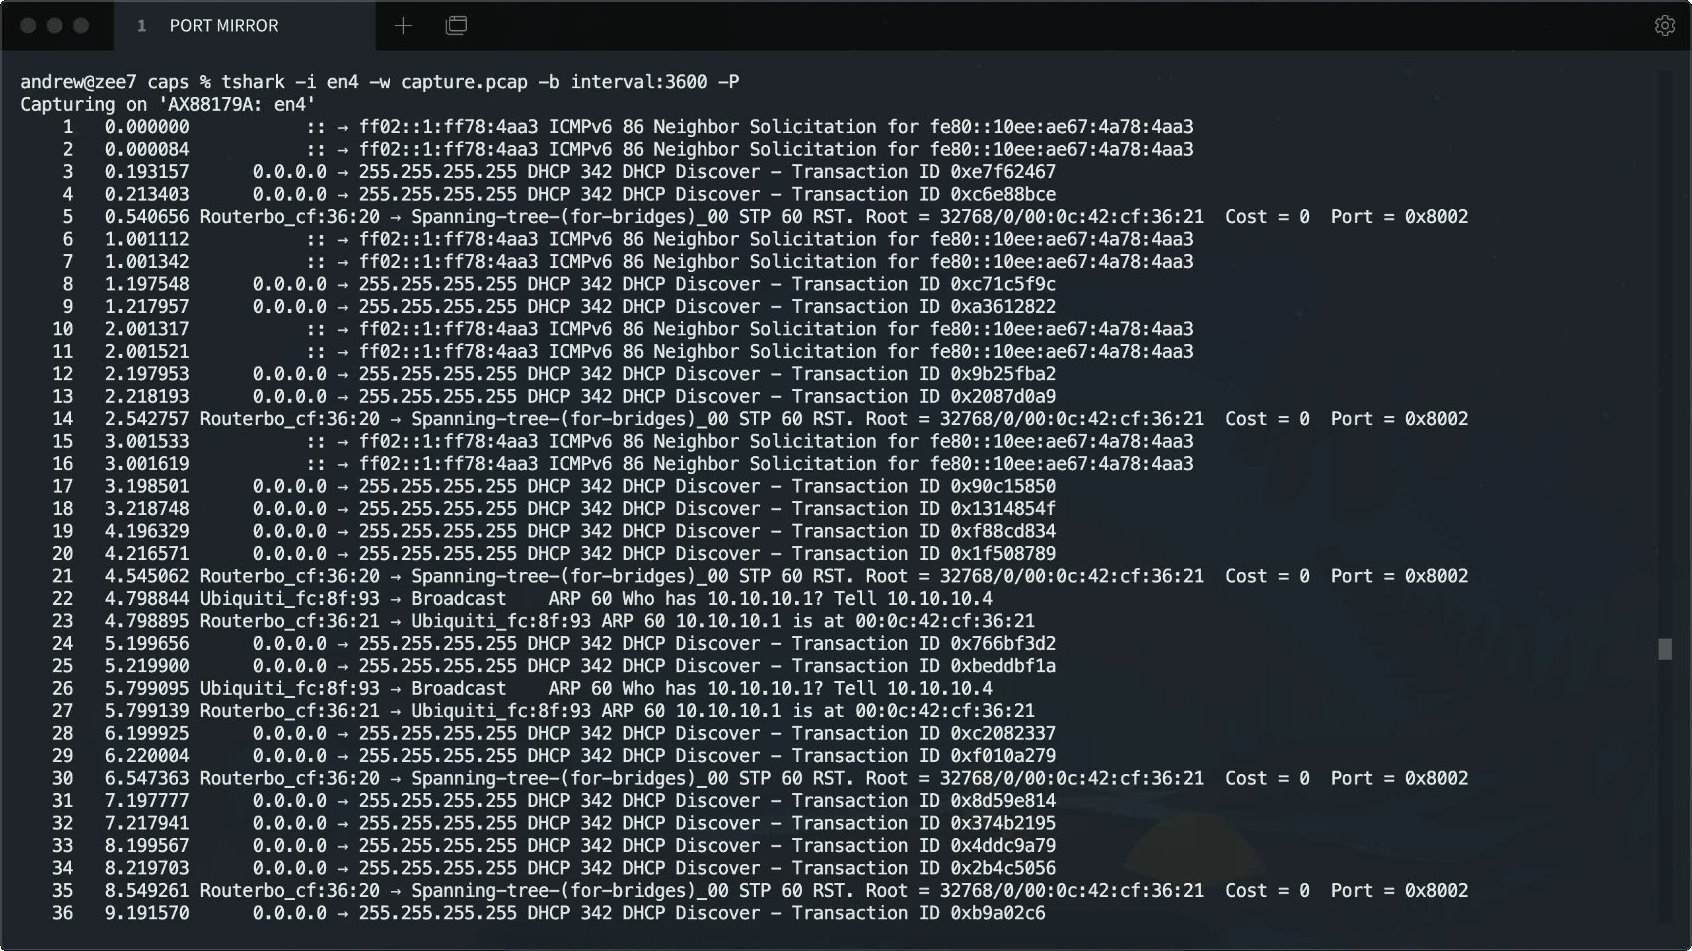 1 PORT MIRROR
andrew@zee7 caps % tshark -i en4 -w capture.pcap -b interval:3600 -P
Capturing on 'AX88179A: en4'
1 0.000000 :: → ff02::1:ff78:4aa3 ICMPv6 86 Neighbor Solicitation for fe80::10ee:ae67:4a78:4aa3
2 0.000084 :: → ff02::1:ff78:4aa3 ICMPv6 86 Neighbor Solicitation for fe80::10ee:ae67:4a78:4aa3
3 0.193157 0.0.0.0 → 255.255.255.255 DHCP 342 DHCP Discover - Transaction ID 0xe7f62467
4 0.213403 0.0.0.0 → 255.255.255.255 DHCP 342 DHCP Discover - Transaction ID 0xc6e88bce
5 0.540656 Routerbo_cf:36:20 → Spanning-tree-(for-bridges)_00 STP 60 RST. Root = 32768/0/00:0c:42:cf:36:21 Cost = 0 Port = 0x8002
6 1.001112 :: → ff02::1:ff78:4aa3 ICMPv6 86 Neighbor Solicitation for fe80::10ee:ae67:4a78:4aa3
7 1.001342 :: → ff02::1:ff78:4aa3 ICMPv6 86 Neighbor Solicitation for fe80::10ee:ae67:4a78:4aa3
8 1.197548 0.0.0.0 → 255.255.255.255 DHCP 342 DHCP Discover - Transaction ID 0xc71c5f9c
9 1.217957 0.0.0.0 → 255.255.255.255 DHCP 342 DHCP Discover - Transaction ID 0xa3612822
10 2.001317 :: → ff02::1:ff78:4aa3 ICMPv6 86 Neighbor Solicitation for fe80::10ee:ae67:4a78:4aa3
11 2.001521 :: → ff02::1:ff78:4aa3 ICMPv6 86 Neighbor Solicitation for fe80::10ee:ae67:4a78:4aa3
12 2.197953 0.0.0.0 → 255.255.255.255 DHCP 342 DHCP Discover - Transaction ID 0x9b25fba2
13 2.218193 0.0.0.0 → 255.255.255.255 DHCP 342 DHCP Discover - Transaction ID 0x2087d0a9
14 2.542757 Routerbo_cf:36:20 → Spanning-tree-(for-bridges)_00 STP 60 RST. Root = 32768/0/00:0c:42:cf:36:21 Cost = 0 Port = 0x8002
15 3.001533 :: → ff02::1:ff78:4aa3 ICMPv6 86 Neighbor Solicitation for fe80::10ee:ae67:4a78:4aa3
16 3.001619 :: → ff02::1:ff78:4aa3 ICMPv6 86 Neighbor Solicitation for fe80::10ee:ae67:4a78:4aa3
17 3.198501 0.0.0.0 → 255.255.255.255 DHCP 342 DHCP Discover - Transaction ID 0x90c15850
18 3.218748 0.0.0.0 → 255.255.255.255 DHCP 342 DHCP Discover - Transaction ID 0x1314854f
19 4.196329 0.0.0.0 → 255.255.255.255 DHCP 342 DHCP Discover - Transaction ID 0xf88cd834
20 4.216571 0.0.0.0 → 255.255.255.255 DHCP 342 DHCP Discover - Transaction ID 0x1f508789
21 4.545062 Routerbo_cf:36:20 → Spanning-tree-(for-bridges)_00 STP 60 RST. Root = 32768/0/00:0c:42:cf:36:21 Cost = 0 Port = 0x8002
22 4.798844 Ubiquiti_fc:8f:93 → Broadcast ARP 60 Who has 10.10.10.1? Tell 10.10.10.4
23 4.798895 Routerbo_cf:36:21 → Ubiquiti_fc:8f:93 ARP 60 10.10.10.1 is at 00:0c:42:cf:36:21
24 5.199656 0.0.0.0 → 255.255.255.255 DHCP 342 DHCP Discover - Transaction ID 0x766bf3d2
25 5.219900 0.0.0.0 → 255.255.255.255 DHCP 342 DHCP Discover - Transaction ID 0xbeddbf1a
26 5.799095 Ubiquiti_fc:8f:93 → Broadcast ARP 60 Who has 10.10.10.1? Tell 10.10.10.4
27 5.799139 Routerbo_cf:36:21 → Ubiquiti_fc:8f:93 ARP 60 10.10.10.1 is at 00:0c:42:cf:36:21
28 6.199925 0.0.0.0 → 255.255.255.255 DHCP 342 DHCP Discover - Transaction ID 0xc2082337
29 6.220004 0.0.0.0 → 255.255.255.255 DHCP 342 DHCP Discover - Transaction ID 0xf010a279
30 6.547363 Routerbo_cf:36:20 → Spanning-tree-(for-bridges)_00 STP 60 RST. Root = 32768/0/00:0c:42:cf:36:21 Cost = 0 Port = 0x8002
31 7.197777 0.0.0.0 → 255.255.255.255 DHCP 342 DHCP Discover - Transaction ID 0x8d59e814
32 7.217941 0.0.0.0 → 255.255.255.255 DHCP 342 DHCP Discover - Transaction ID 0x374b2195
33 8.199567 0.0.0.0 → 255.255.255.255 DHCP 342 DHCP Discover - Transaction ID 0x4ddc9a79
34 8.219703 0.0.0.0 → 255.255.255.255 DHCP 342 DHCP Discover - Transaction ID 0x2b4c5056
35 8.549261 Routerbo_cf:36:20 → Spanning-tree-(for-bridges)_00 STP 60 RST. Root = 32768/0/00:0c:42:cf:36:21 Cost = 0 Port = 0x8002
36 9.191570 0.0.0.0 → 255.255.255.255 DHCP 342 DHCP Discover - Transaction ID 0xb9a02c6